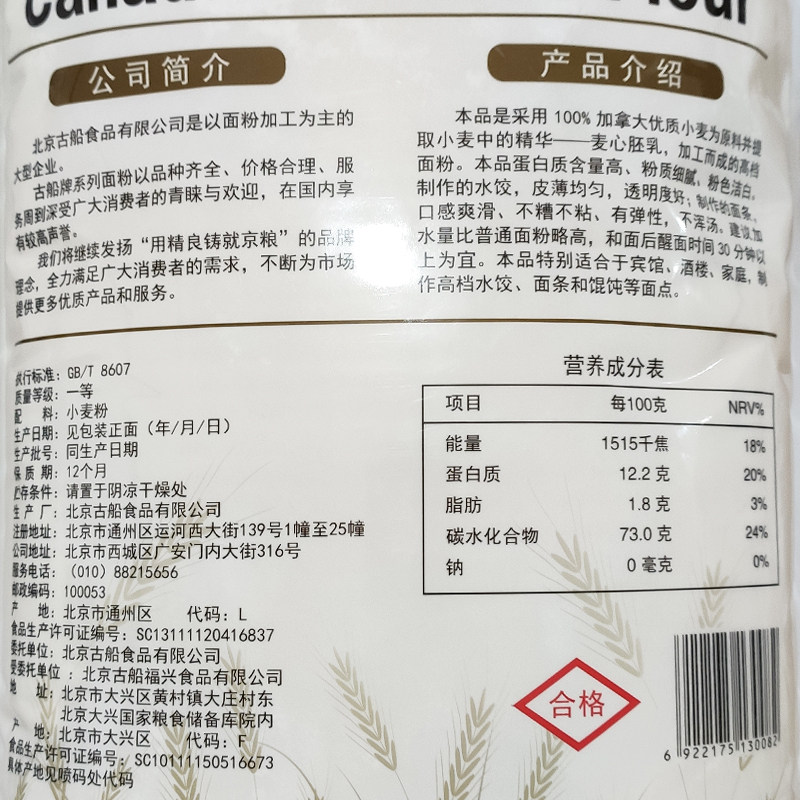 公司简介
北京古船食品有限公司是以面粉加工为主的
大型企业。
古船牌系列面粉以品种齐全、价格合理、服
务周到深受广大消费者的青睐与欢迎，在国内享
有较高声誉。
我们将继续发扬“用精良铸就京粮”的品牌
理念，全力满足广大消费者的需求，不断为市场
提供更多优质产品和服务。
产品介绍
本品是采用 100% 加拿大优质小麦为原料并提
取小麦中的精华——麦心胚乳，加工而成的高档
面粉。本品蛋白质含量高、粉质细腻、粉色洁白。
制作的水饺，皮薄均匀，透明度好；制作的面条，
口感爽滑、不糟不粘、有弹性，不浑汤。建议加
水量比普通面粉略高，和面后醒面时间 30 分钟以
上为宜。本品特别适合于宾馆、酒楼、家庭，制
作高档水饺、面条和馄饨等面点。
执行标准：GB/T 8607
质量等级：一等
配 料：小麦粉
生产日期：见包装正面（年/月/日）
生产批号：同生产日期
保 质 期：12个月
贮存条件：请置于阴凉干燥处
生 产 厂：北京古船食品有限公司
注册地址：北京市通州区运河西大街139号1幢至25幢
公司地址：北京市西城区广安门内大街316号
服务电话：（010）88215656
邮政编码：100053
产 地：北京市通州区 代码：L
食品生产许可证编号：SC13111120416837
委托单位：北京古船食品有限公司
受委托单位：北京古船福兴食品有限公司
地 址：北京市大兴区黄村镇大庄村东
北京大兴国家粮食储备库院内
产 地：北京市大兴区 代码：F
食品生产许可证编号：SC10111150516673
具体产地见喷码处代码
营养成分表
项目 每100克 NRV%
能量 1515千焦 18%
蛋白质 12.2 克 20%
脂肪 1.8 克 3%
碳水化合物 73.0 克 24%
钠 0 毫克 0%
合格
6 922175 130082